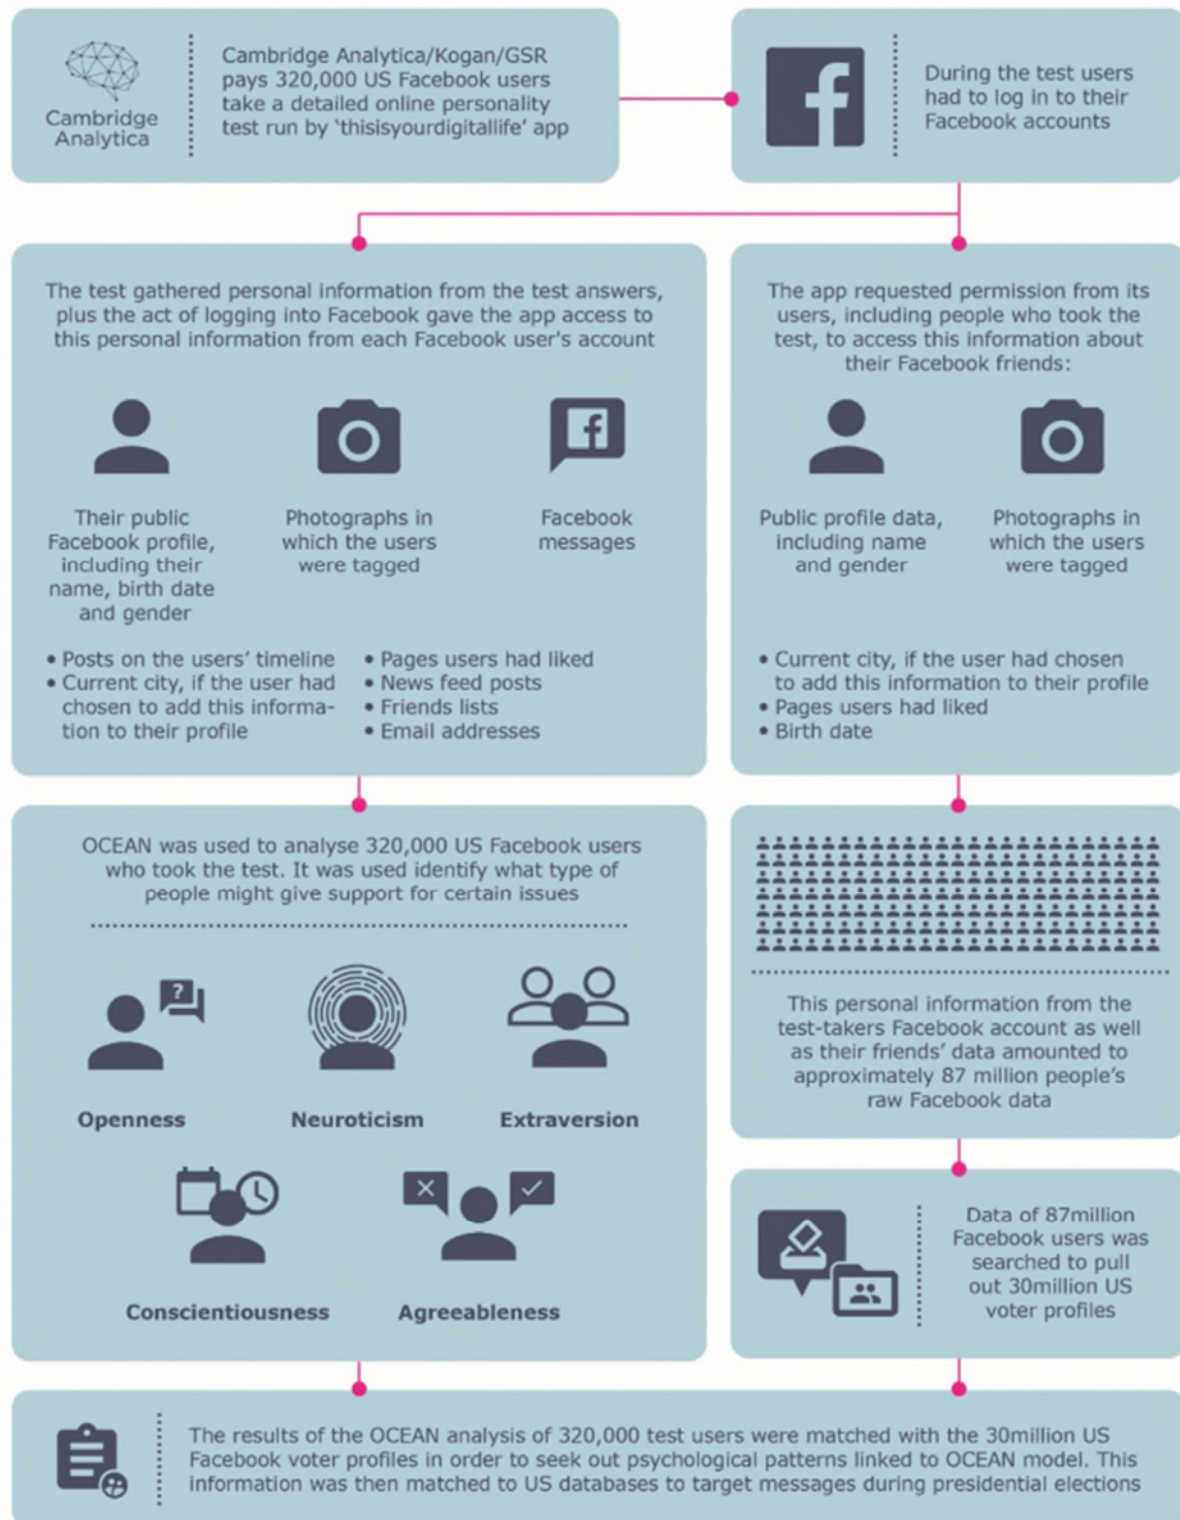 Cambridge Analytica/Kogan/GSR
pays 320,000 US Facebook users
take a detailed online personality
test run by ‘thisisyourdigitallife’ app
Cambridge
Analytica
During the test users
had to log in to their
Facebook accounts
The test gathered personal information from the test answers,
plus the act of logging into Facebook gave the app access to
this personal information from each Facebook user's account
Their public
Facebook profile,
including their
name, birth date
and gender
Photographs in
which the users
were tagged
Facebook
messages
• Posts on the users’ timeline
• Current city, if the user had
chosen to add this informa-
tion to their profile
• Pages users had liked
• News feed posts
• Friends lists
• Email addresses
The app requested permission from its
users, including people who took the
test, to access this information about
their Facebook friends:
Public profile data,
including name
and gender
Photographs in
which the users
were tagged
• Current city, if the user had chosen
to add this information to their profile
• Pages users had liked
• Birth date
OCEAN was used to analyse 320,000 US Facebook users
who took the test. It was used identify what type of
people might give support for certain issues
?
Openness
Neuroticism
Extraversion
Conscientiousness
Agreeableness
This personal information from the
test-takers Facebook account as well
as their friends’ data amounted to
approximately 87 million people’s
raw Facebook data
Data of 87million
Facebook users was
searched to pull
out 30million US
voter profiles
The results of the OCEAN analysis of 320,000 test users were matched with the 30million US
Facebook voter profiles in order to seek out psychological patterns linked to OCEAN model. This
information was then matched to US databases to target messages during presidential elections